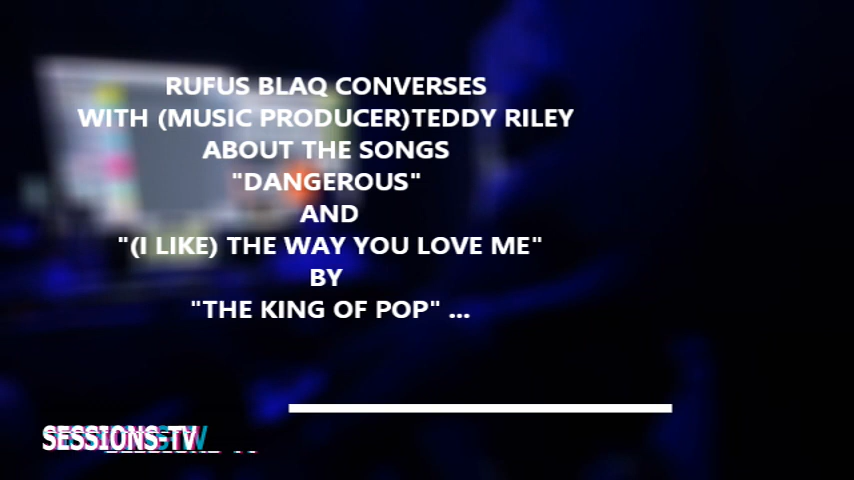 RUFUS BLAQ CONVERSES
WITH (MUSIC PRODUCER)TEDDY RILEY
ABOUT THE SONGS
"DANGEROUS"
AND
"(I LIKE) THE WAY YOU LOVE ME"
BY
"THE KING OF POP" ...
SESSIONS-TV